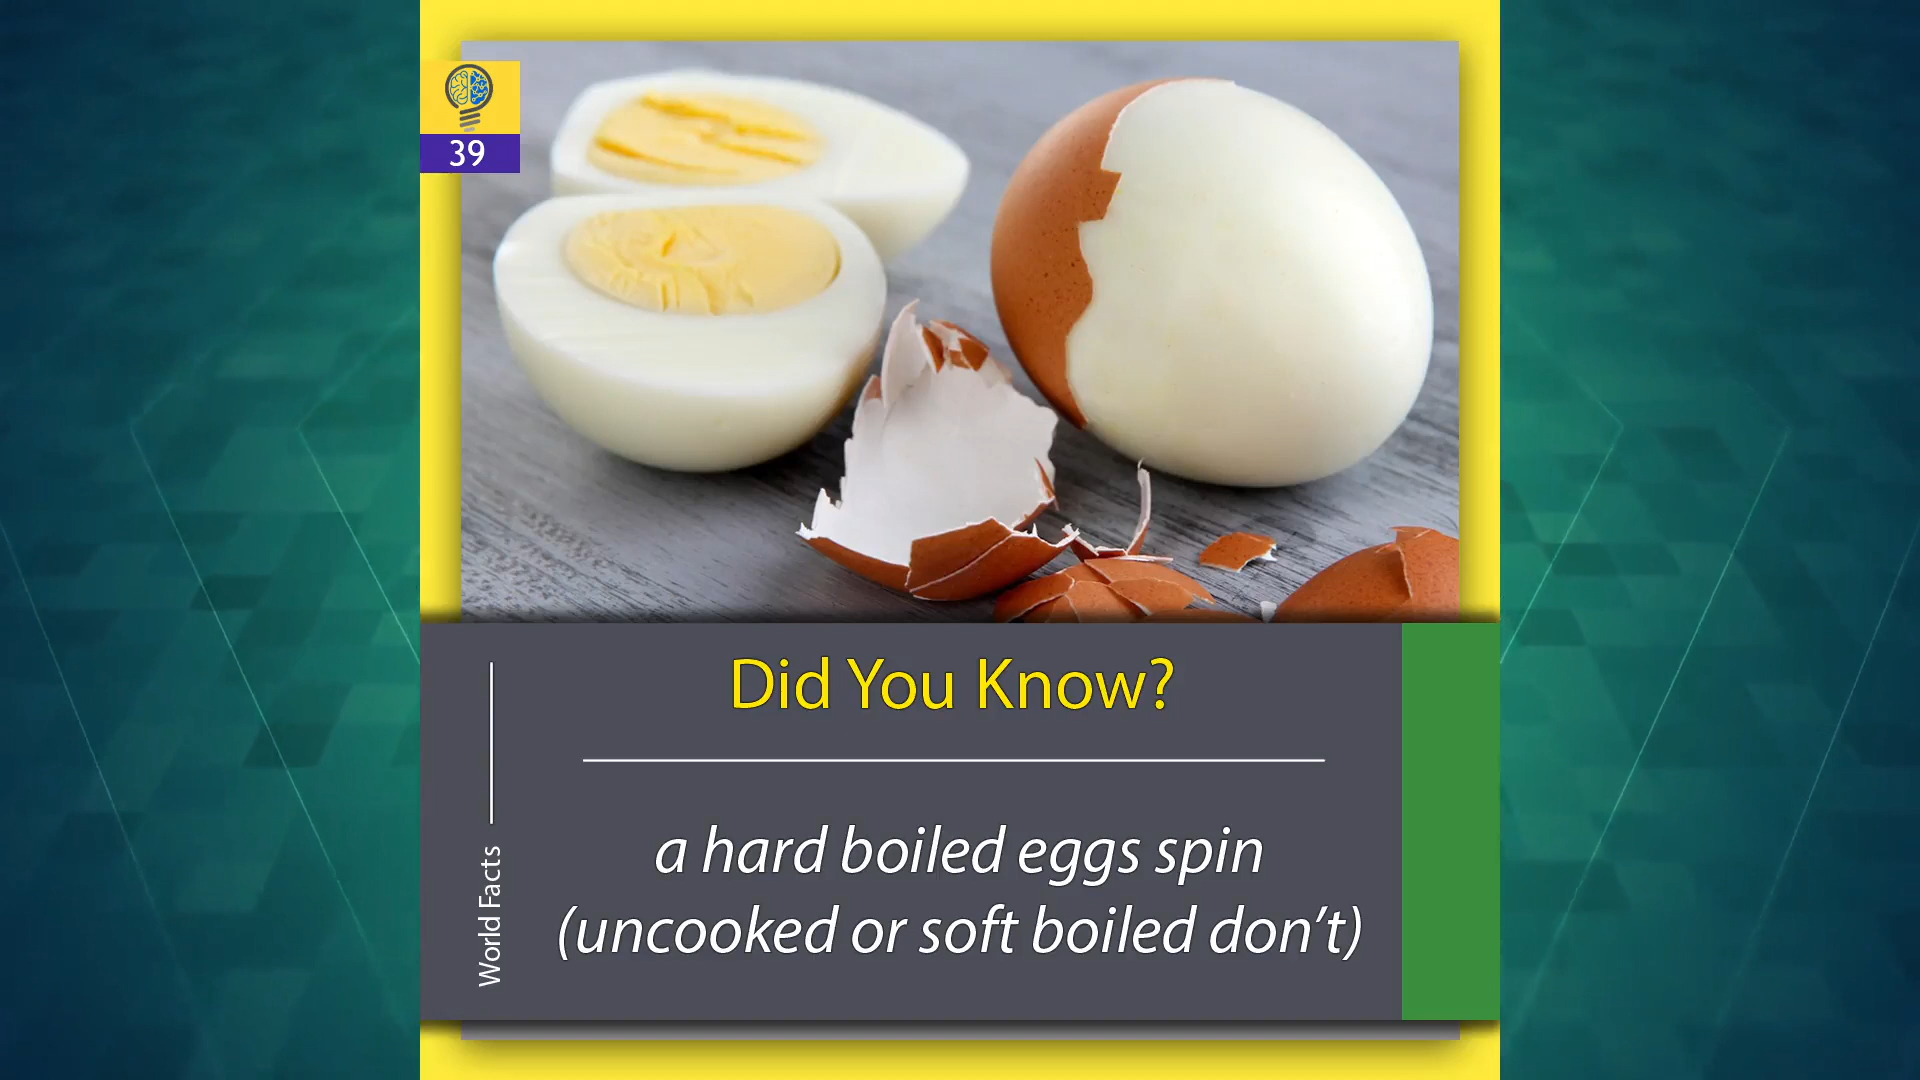 39
Did You Know?
a hard boiled eggs spin
(uncooked or soft boiled don't)
World Facts